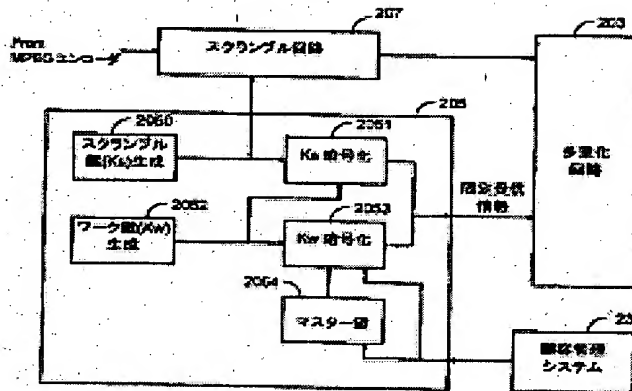 From
MPEGエンコーダ
207
スクランブル回路
203
多重化
回路
205
2050
スクランブル
鍵(Ks)生成
2051
Ks 暗号化
2052
ワーク鍵(Kw)
生成
2053
Kw 暗号化
2054
マスター鍵
個別受信
情報
23
顧客管理
システム